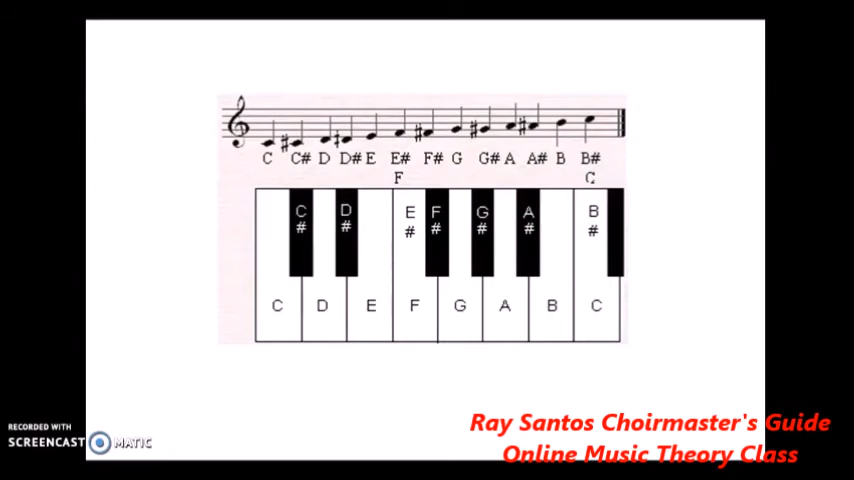 C C# D D# E E# F# G G# A A# B B#
F C
C # D # E # F # G # A # B #
C D E F G A B C
RECORDED WITH
SCREENCAST MATIC
Ray Santos Choirmaster's Guide
Online Music Theory Class